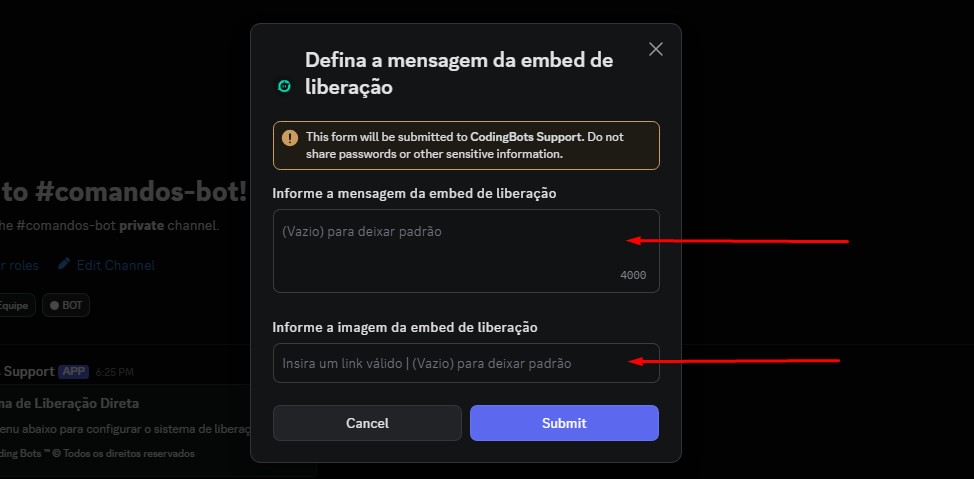 Defina a mensagem da embed de
liberação
This form will be submitted to CodingBots Support. Do not
share passwords or other sensitive information.
to #comandos-bot!
he #comandos-bot private channel.
Informe a mensagem da embed de liberação
(Vazio) para deixar padrão
4000
r roles Edit Channel
Equipe BOT
Informe a imagem da embed de liberação
Insira um link válido | (Vazio) para deixar padrão
Support APP 6:25 PM
na de Liberação Direta
enu abaixo para configurar o sistema de liberaç
ding Bots ™ © Todos os direitos reservados
Cancel
Submit